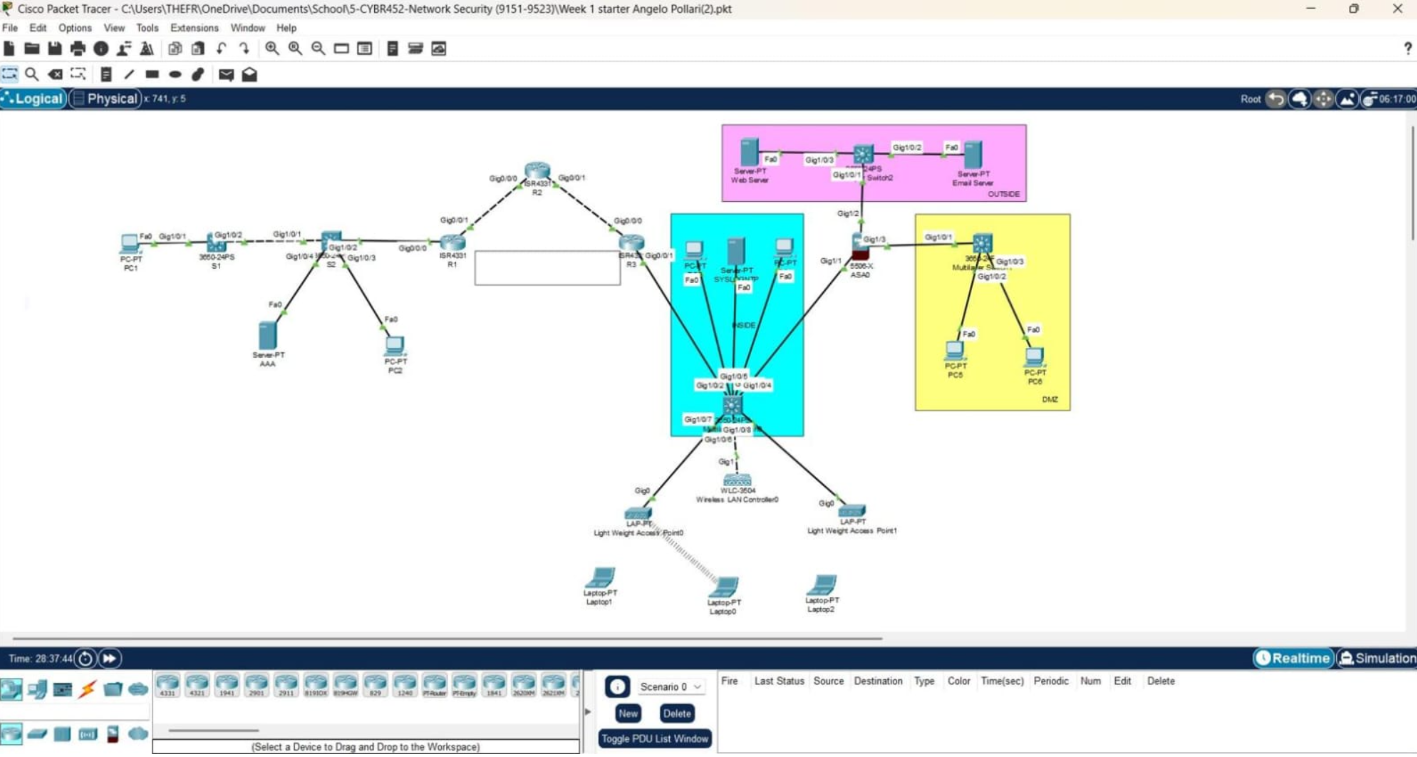 Cisco Packet Tracer - C:\Users\THEFR\OneDrive\Documents\School\5-CYBR452-Network Security (9151-9523)\Week 1 starter Angelo Pollari(2).pkt
File Edit Options View Tools Extensions Window Help
?
Logical Physical x: 741, y: 5
Root 06:17:00
Fa0 Gig1/0/3 Gig1/0/2 Fa0
Server-PT
Web Server
Gig1/0/1
Switch2
Server-PT
Email Server
OUTSIDE
Gig0/0/0 Gig0/0/1
ISR4331
R2
Gig0/0/1
Gig0/0/0
Gig1/2
Fa0 Gig1/0/1 Gig1/0/2 Gig1/0/1
PC-PT
PC1
3650-24PS
S1
Gig1/0/2
Gig1/0/4 Gig1/0/3
S2
Gig0/0/0
ISR4331
R1
Gig0/0/1
R3
PC-PT
Fa0
Server-PT
Fa0
PC-PT
Fa0
INSIDE
Gig1/1
Gig1/3
5506-X
ASA0
Gig1/0/1
Gig1/0/3
Gig1/0/2
Fa0
Server-PT
AAA
Fa0
PC-PT
PC2
Fa0
PC-PT
PC5
Fa0
PC-PT
PC6
DMZ
Gig1/0/5
Gig1/0/2 Gig1/0/4
Gig1/0/7
Gig1/0/8
Gig1/0/6
Gig1
WLC-3504
Wireless LAN Controller0
Gig0
LAP-PT
Light Weight Access Point0
Gig0
LAP-PT
Light Weight Access Point1
Laptop-PT
Laptop1
Laptop-PT
Laptop0
Laptop-PT
Laptop2
Time: 28:37:44
Realtime Simulation
4331 4321 1941 2901 2911 819IOX 819HGW 829 1240 PT-Router PT-Empty 1841 2620XM 2621XM
(Select a Device to Drag and Drop to the Workspace)
Scenario 0
New Delete
Toggle PDU List Window
Fire Last Status Source Destination Type Color Time(sec) Periodic Num Edit Delete